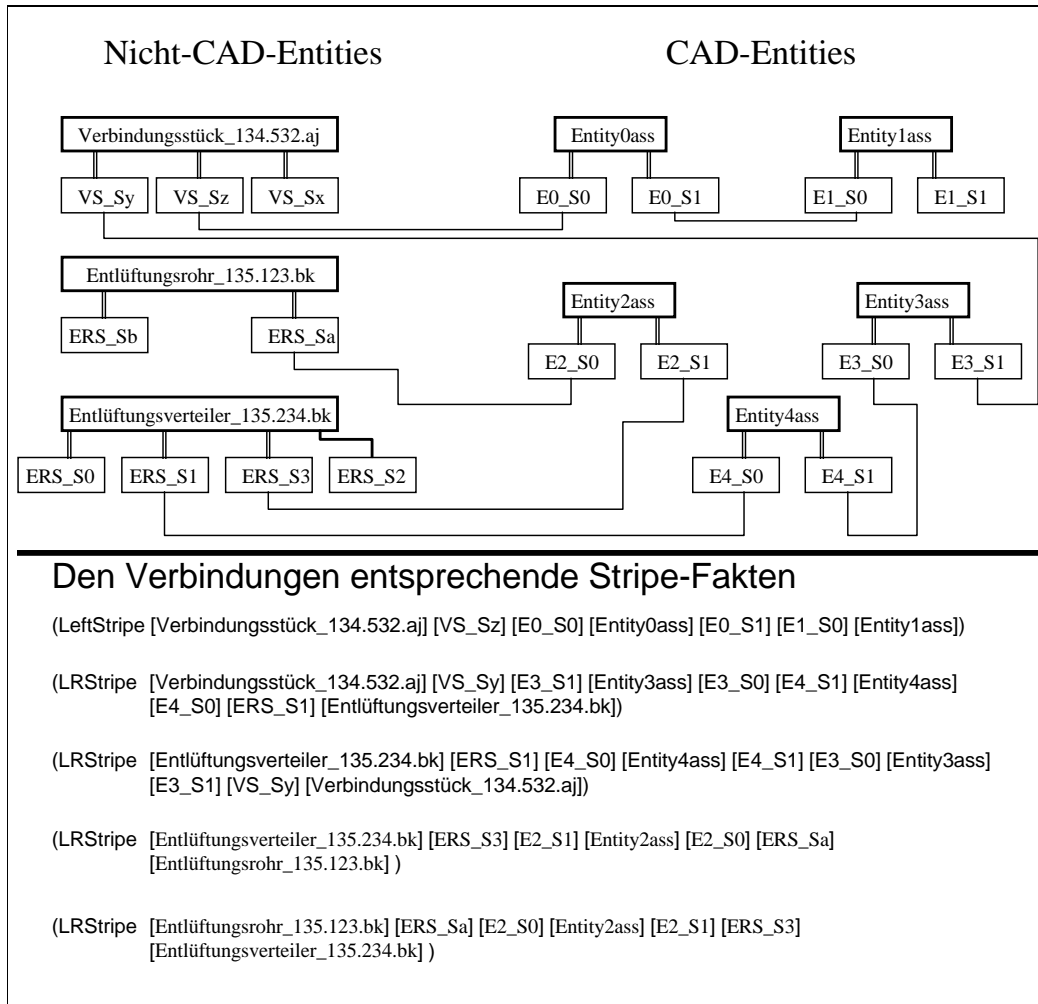 Nicht-CAD-Entities
CAD-Entities
Verbindungsstück_134.532.aj
Entity0ass
Entity1ass
VS_Sy
VS_Sz
VS_Sx
E0_S0
E0_S1
E1_S0
E1_S1
Entlüftungsrohr_135.123.bk
Entity2ass
Entity3ass
ERS_Sb
ERS_Sa
E2_S0
E2_S1
E3_S0
E3_S1
Entlüftungsverteiler_135.234.bk
Entity4ass
ERS_S0
ERS_S1
ERS_S3
ERS_S2
E4_S0
E4_S1
Den Verbindungen entsprechende Stripe-Fakten
(LeftStripe [Verbindungsstück_134.532.aj] [VS_Sz] [E0_S0] [Entity0ass] [E0_S1] [E1_S0] [Entity1ass])
(LRStripe [Verbindungsstück_134.532.aj] [VS_Sy] [E3_S1] [Entity3ass] [E3_S0] [E4_S1] [Entity4ass]
[E4_S0] [ERS_S1] [Entlüftungsverteiler_135.234.bk])
(LRStripe [Entlüftungsverteiler_135.234.bk] [ERS_S1] [E4_S0] [Entity4ass] [E4_S1] [E3_S0] [Entity3ass]
[E3_S1] [VS_Sy] [Verbindungsstück_134.532.aj])
(LRStripe [Entlüftungsverteiler_135.234.bk] [ERS_S3] [E2_S1] [Entity2ass] [E2_S0] [ERS_Sa]
[Entlüftungsrohr_135.123.bk] )
(LRStripe [Entlüftungsrohr_135.123.bk] [ERS_Sa] [E2_S0] [Entity2ass] [E2_S1] [ERS_S3]
[Entlüftungsverteiler_135.234.bk] )